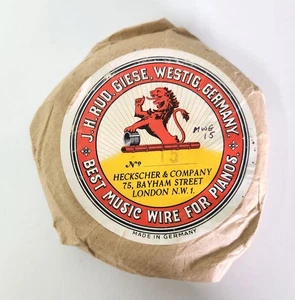 J.H. RUD. GIESE. WESTIG. GERMANY.
MWG
15
Nº 15
HECKSCHER & COMPANY
75, BAYHAM STREET
LONDON N.W.1.
BEST MUSIC WIRE FOR PIANOS
MADE IN GERMANY